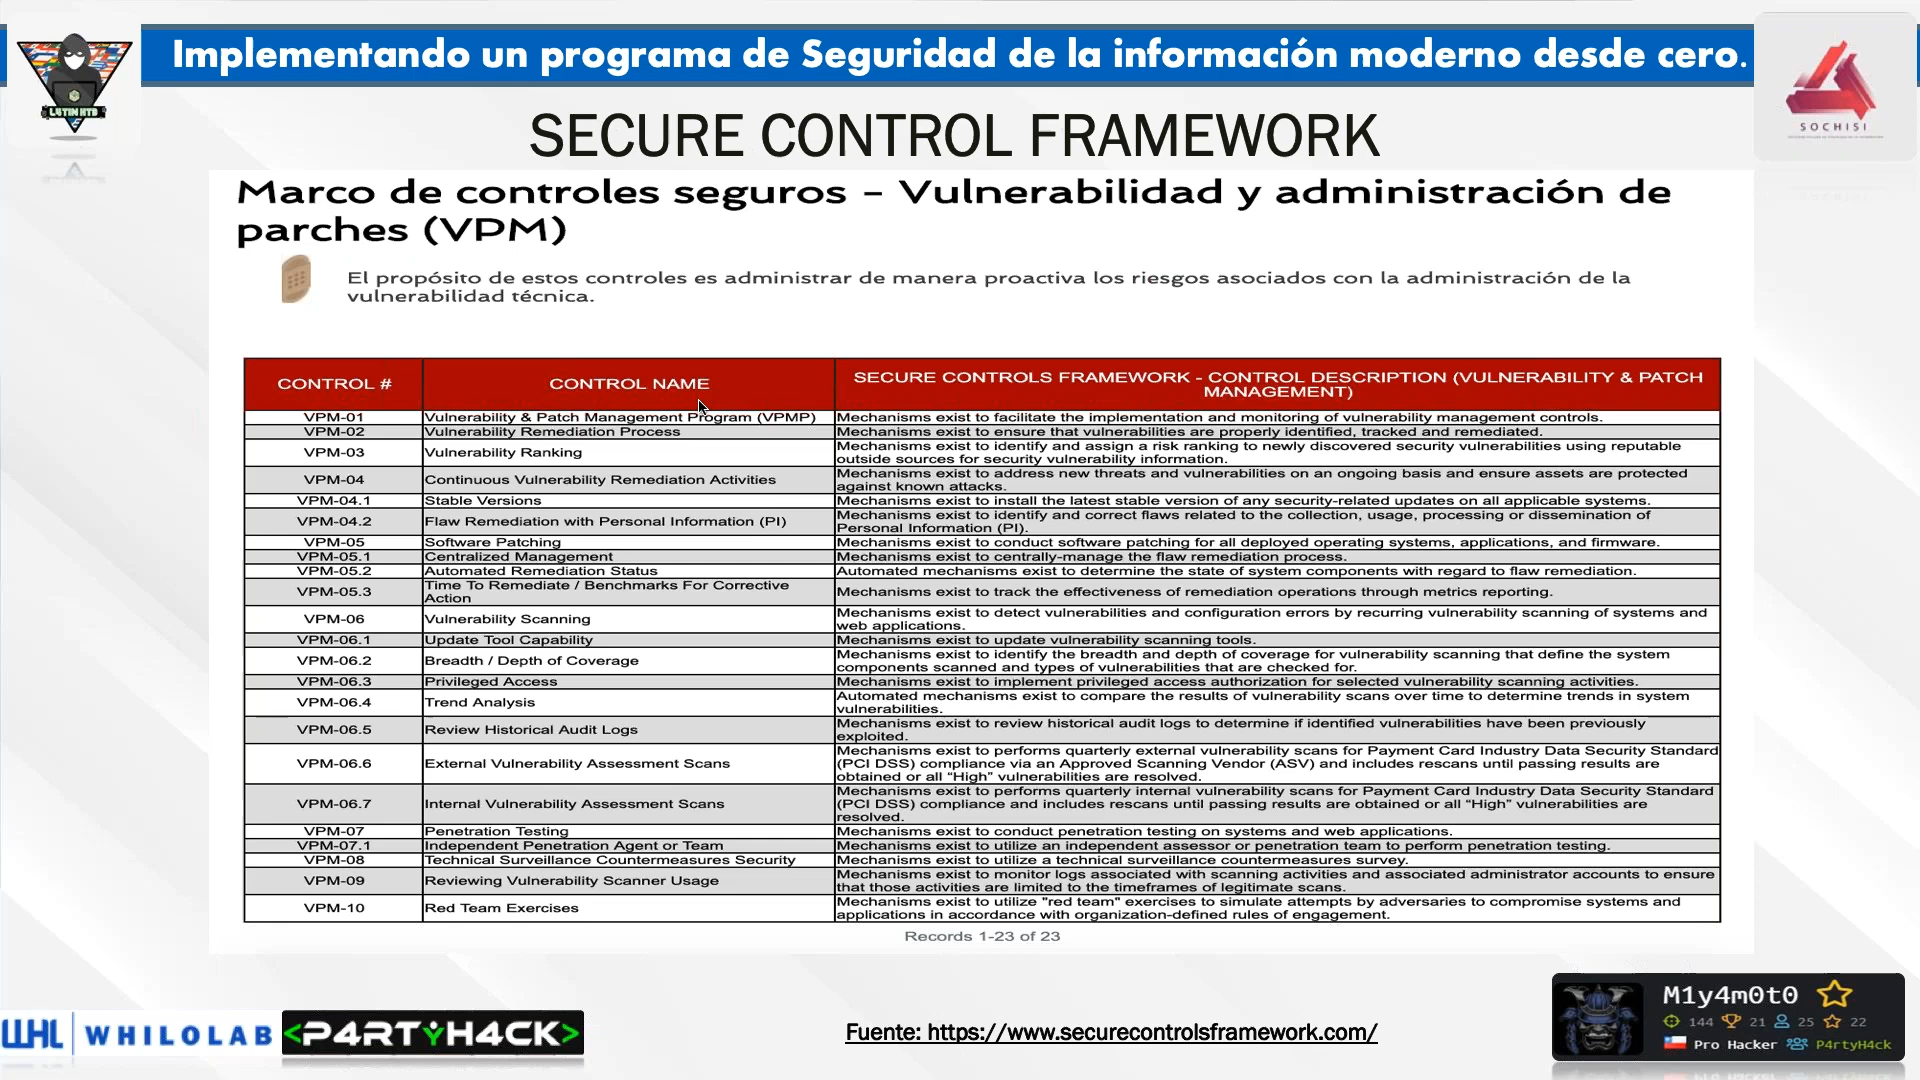 Implementando un programa de Seguridad de la información moderno desde cero.
LATINHTB
SOCHISI
SECURE CONTROL FRAMEWORK
Marco de controles seguros – Vulnerabilidad y administración de
parches (VPM)
El propósito de estos controles es administrar de manera proactiva los riesgos asociados con la administración de la
vulnerabilidad técnica.
CONTROL # CONTROL NAME SECURE CONTROLS FRAMEWORK - CONTROL DESCRIPTION (VULNERABILITY & PATCH
MANAGEMENT)
VPM-01 Vulnerability & Patch Management Program (VPMP) Mechanisms exist to facilitate the implementation and monitoring of vulnerability management controls.
VPM-02 Vulnerability Remediation Process Mechanisms exist to ensure that vulnerabilities are properly identified, tracked and remediated.
VPM-03 Vulnerability Ranking Mechanisms exist to identify and assign a risk ranking to newly discovered security vulnerabilities using reputable
outside sources for security vulnerability information.
VPM-04 Continuous Vulnerability Remediation Activities Mechanisms exist to address new threats and vulnerabilities on an ongoing basis and ensure assets are protected
against known attacks.
VPM-04.1 Stable Versions Mechanisms exist to install the latest stable version of any security-related updates on all applicable systems.
VPM-04.2 Flaw Remediation with Personal Information (PI) Mechanisms exist to identify and correct flaws related to the collection, usage, processing or dissemination of
Personal Information (PI).
VPM-05 Software Patching Mechanisms exist to conduct software patching for all deployed operating systems, applications, and firmware.
VPM-05.1 Centralized Management Mechanisms exist to centrally-manage the flaw remediation process.
VPM-05.2 Automated Remediation Status Automated mechanisms exist to determine the state of system components with regard to flaw remediation.
VPM-05.3 Time To Remediate / Benchmarks For Corrective
Action Mechanisms exist to track the effectiveness of remediation operations through metrics reporting.
VPM-06 Vulnerability Scanning Mechanisms exist to detect vulnerabilities and configuration errors by recurring vulnerability scanning of systems and
web applications.
VPM-06.1 Update Tool Capability Mechanisms exist to update vulnerability scanning tools.
VPM-06.2 Breadth / Depth of Coverage Mechanisms exist to identify the breadth and depth of coverage for vulnerability scanning that define the system
components scanned and types of vulnerabilities that are checked for.
VPM-06.3 Privileged Access Mechanisms exist to implement privileged access authorization for selected vulnerability scanning activities.
VPM-06.4 Trend Analysis Automated mechanisms exist to compare the results of vulnerability scans over time to determine trends in system
vulnerabilities.
VPM-06.5 Review Historical Audit Logs Mechanisms exist to review historical audit logs to determine if identified vulnerabilities have been previously
exploited.
VPM-06.6 External Vulnerability Assessment Scans Mechanisms exist to performs quarterly external vulnerability scans for Payment Card Industry Data Security Standard
(PCI DSS) compliance via an Approved Scanning Vendor (ASV) and includes rescans until passing results are
obtained or all “High” vulnerabilities are resolved.
VPM-06.7 Internal Vulnerability Assessment Scans Mechanisms exist to performs quarterly internal vulnerability scans for Payment Card Industry Data Security Standard
(PCI DSS) compliance and includes rescans until passing results are obtained or all “High” vulnerabilities are
resolved.
VPM-07 Penetration Testing Mechanisms exist to conduct penetration testing on systems and web applications.
VPM-07.1 Independent Penetration Agent or Team Mechanisms exist to utilize an independent assessor or penetration team to perform penetration testing.
VPM-08 Technical Surveillance Countermeasures Security Mechanisms exist to utilize a technical surveillance countermeasures survey.
VPM-09 Reviewing Vulnerability Scanner Usage Mechanisms exist to monitor logs associated with scanning activities and associated administrator accounts to ensure
that those activities are limited to the timeframes of legitimate scans.
VPM-10 Red Team Exercises Mechanisms exist to utilize "red team" exercises to simulate attempts by adversaries to compromise systems and
applications in accordance with organization-defined rules of engagement.
Records 1-23 of 23
WHL WHILOLAB
<P4RTYH4CK>
Fuente: https://www.securecontrolsframework.com/
M1y4m0t0
144 21 25 22
Pro Hacker P4rtyH4ck